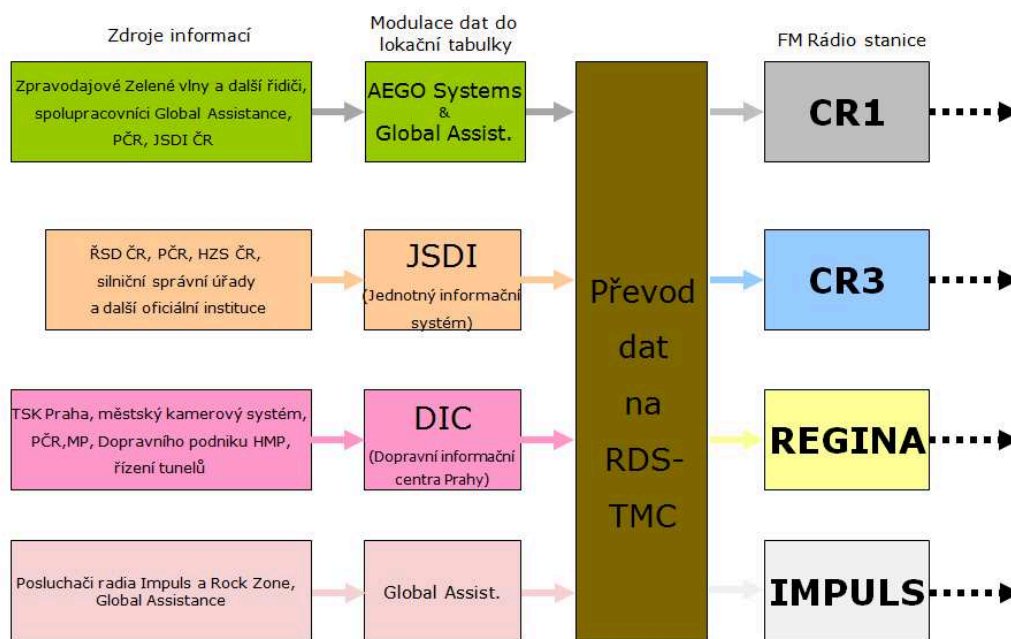 Zdroje informací
Modulace dat do
lokační tabulky
FM Rádio stanice
Zpravodajové Zelené vlny a další řidiči,
spolupracovníci Global Assistance,
PČR, JSDI ČR
AEGO Systems
&
Global Assist.
CR1
ŘSD ČR, PČR, HZS ČR,
silniční správní úřady
a další oficiální instituce
JSDI
(Jednotný informační
systém)
Převod
dat
na
RDS-
TMC
CR3
TSK Praha, městský kamerový systém,
PČR,MP, Dopravního podniku HMP,
řízení tunelů
DIC
(Dopravní informační
centra Prahy)
REGINA
Posluchači radia Impuls a Rock Zone,
Global Assistance
Global Assist.
IMPULS